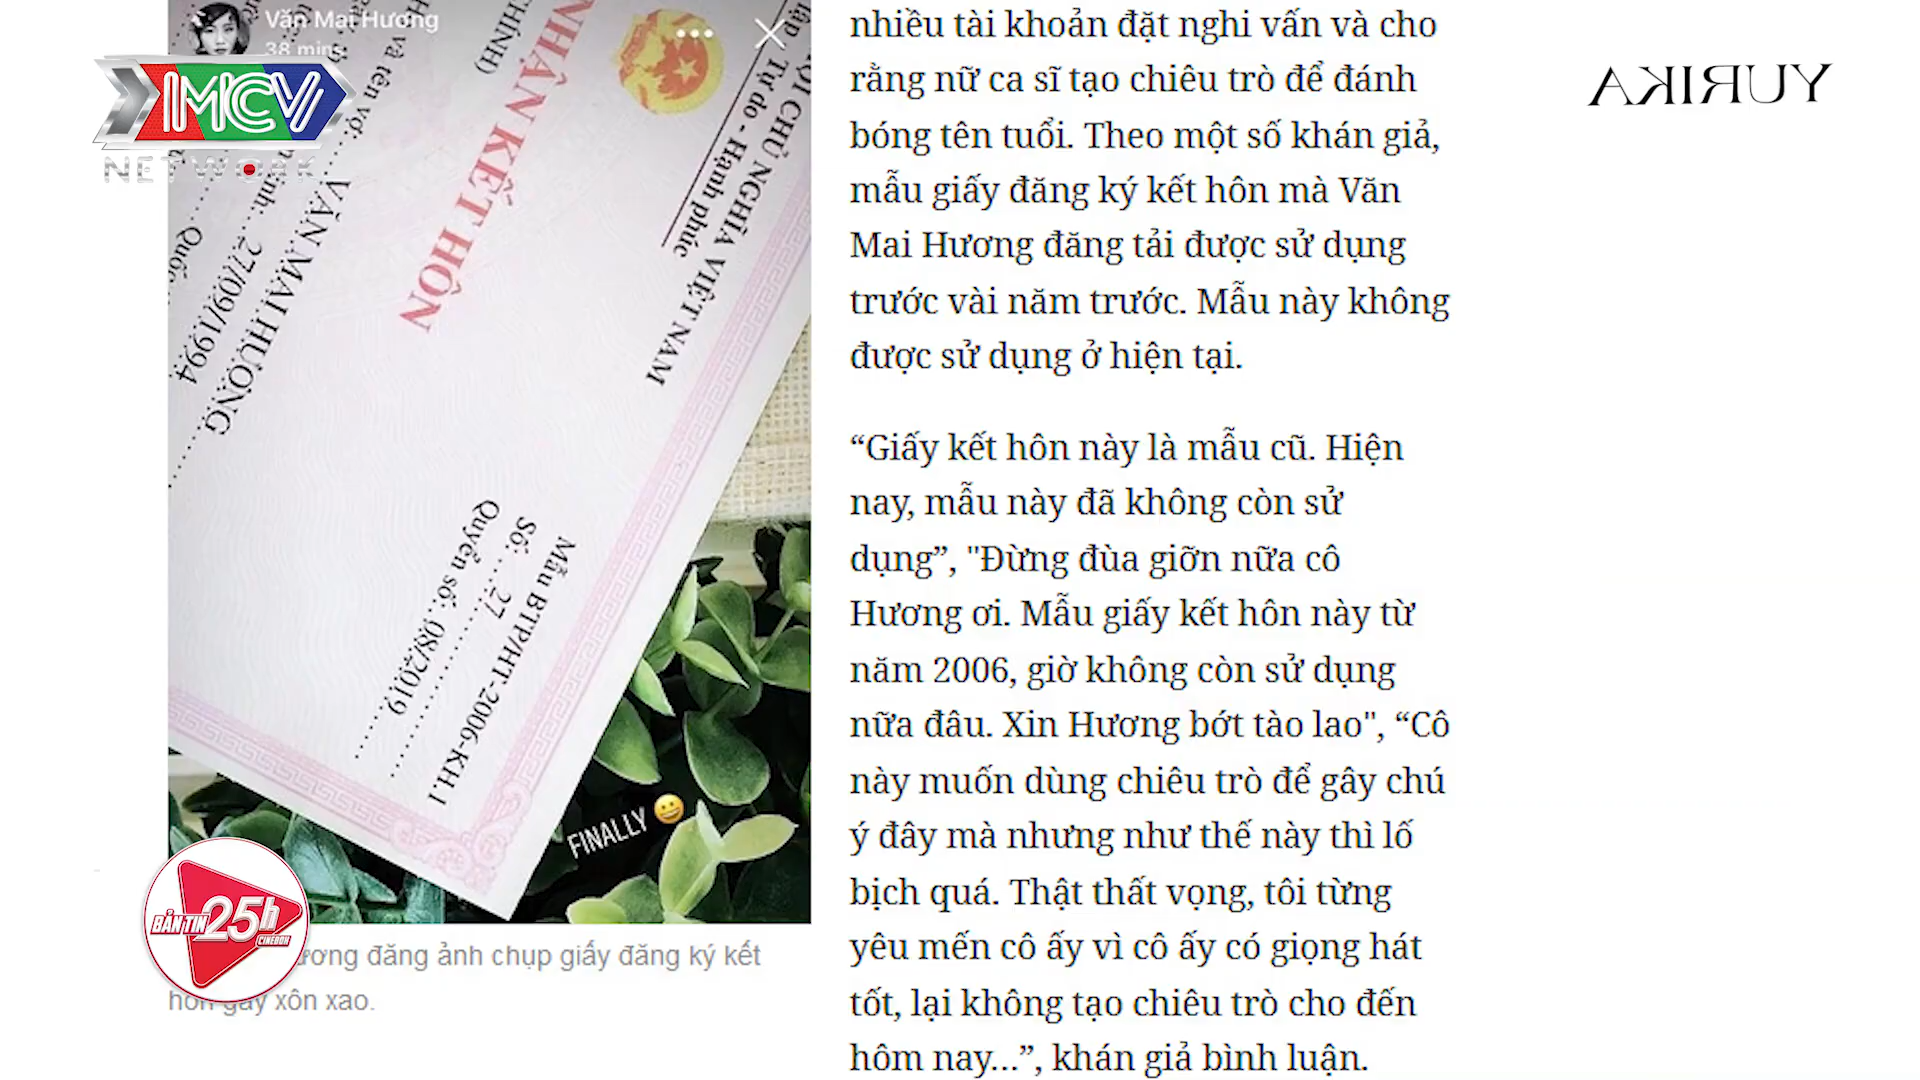 Văn Mai Hương
38 mins
MCV
NETWORK
YURIKA
CHỦ NGHĨA VIỆT NAM
Tự do - Hạnh phúc
NHẬN KẾT HÔN
CHÍNH)
và tên vợ:
VĂN MAI HƯƠNG
27/09/1994
Mẫu BTP/HT-2006-KH.1
Số: 27
Quyển số: 08/2019
FINALLY
BẢN TIN 25h
ương đăng ảnh chụp giấy đăng ký kết
hôn gây xôn xao.
nhiều tài khoản đặt nghi vấn và cho
rằng nữ ca sĩ tạo chiêu trò để đánh
bóng tên tuổi. Theo một số khán giả,
mẫu giấy đăng ký kết hôn mà Văn
Mai Hương đăng tải được sử dụng
trước vài năm trước. Mẫu này không
được sử dụng ở hiện tại.
“Giấy kết hôn này là mẫu cũ. Hiện
nay, mẫu này đã không còn sử
dụng”, "Đừng đùa giỡn nữa cô
Hương ơi. Mẫu giấy kết hôn này từ
năm 2006, giờ không còn sử dụng
nữa đâu. Xin Hương bớt tào lao", “Cô
này muốn dùng chiêu trò để gây chú
ý đây mà nhưng như thế này thì lố
bịch quá. Thật thất vọng, tôi từng
yêu mến cô ấy vì cô ấy có giọng hát
tốt, lại không tạo chiêu trò cho đến
hôm nay...”, khán giả bình luận.